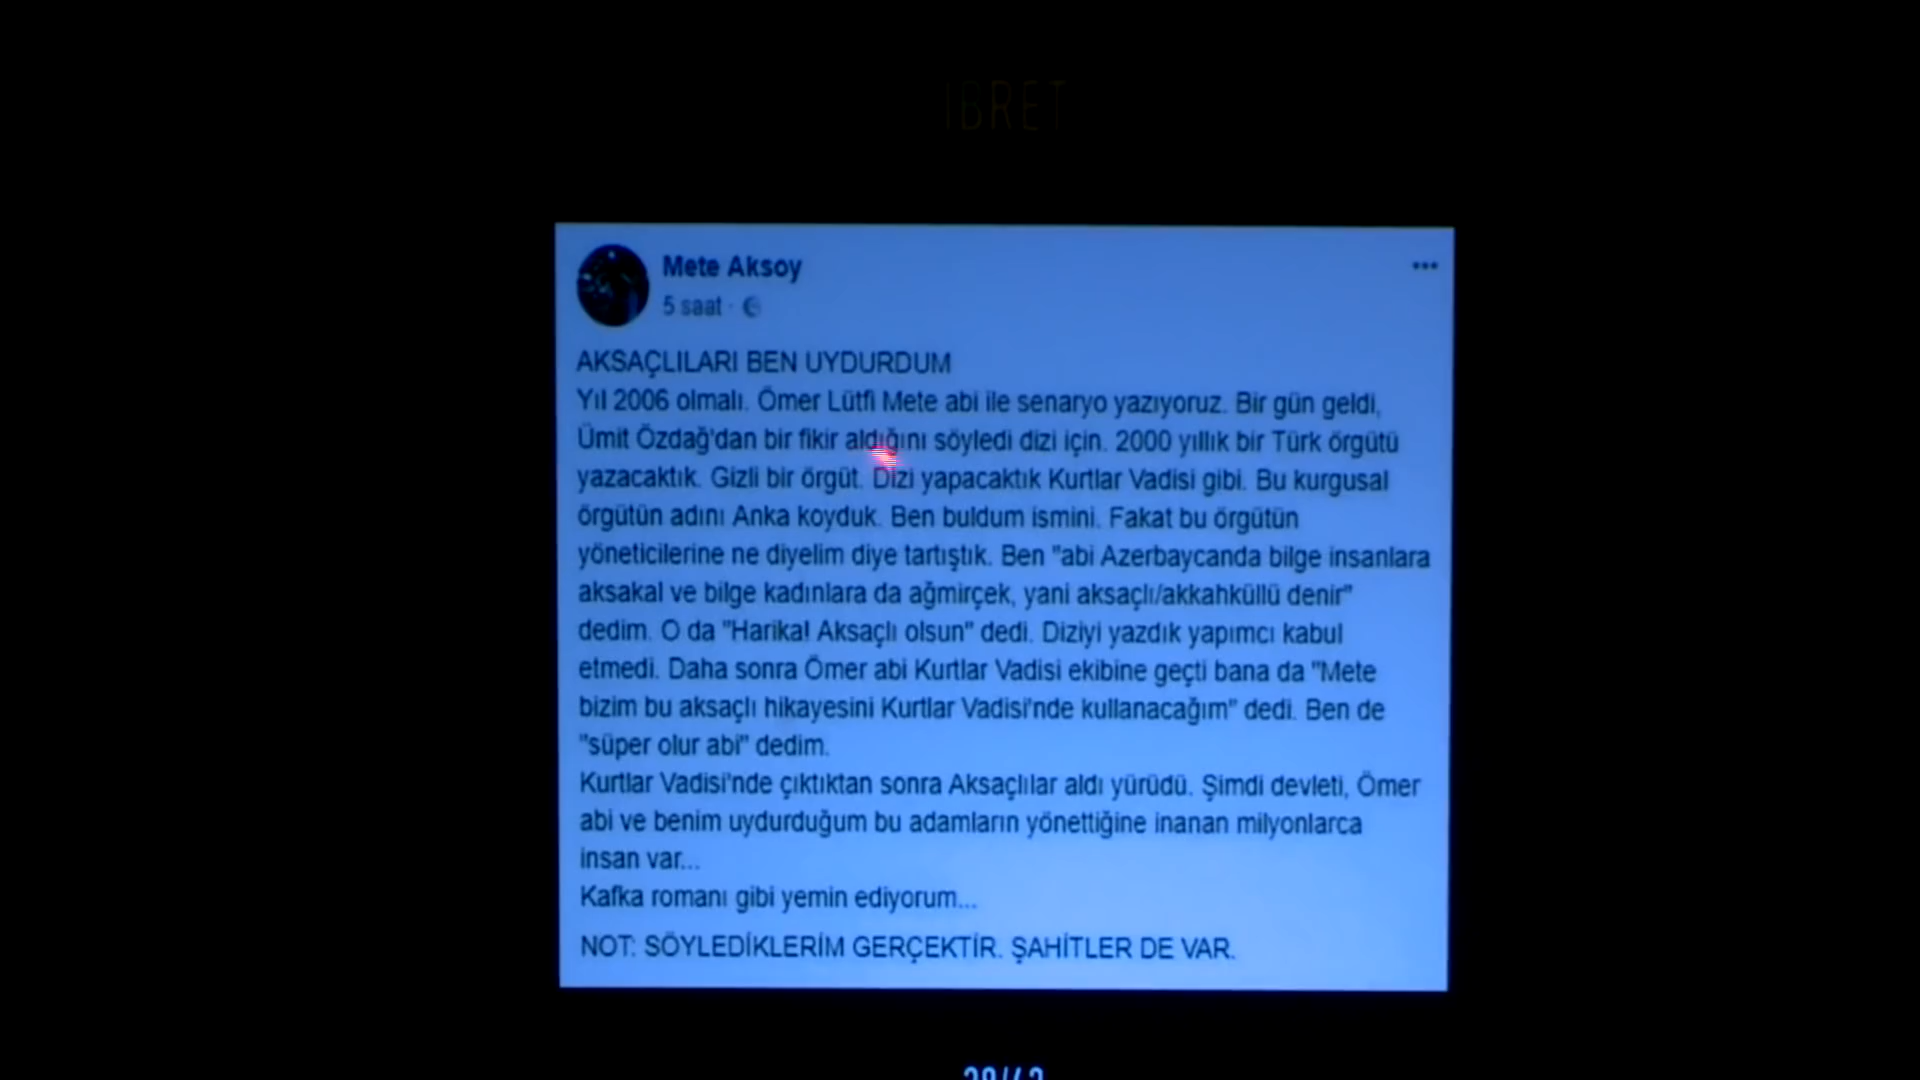 IBRET
Mete Aksoy
5 saat ·
AKSAÇLILARI BEN UYDURDUM
Yıl 2006 olmalı. Ömer Lütfi Mete abi ile senaryo yazıyoruz. Bir gün geldi,
Ümit Özdağ'dan bir fikir aldığını söyledi dizi için. 2000 yıllık bir Türk örgütü
yazacaktık. Gizli bir örgüt. Dizi yapacaktık Kurtlar Vadisi gibi. Bu kurgusal
örgütün adını Anka koyduk. Ben buldum ismini. Fakat bu örgütün
yöneticilerine ne diyelim diye tartıştık. Ben "abi Azerbaycanda bilge insanlara
aksakal ve bilge kadınlara da ağmirçek, yani aksaçlı/akkahküllü denir"
dedim. O da "Harika! Aksaçlı olsun" dedi. Diziyi yazdık yapımcı kabul
etmedi. Daha sonra Ömer abi Kurtlar Vadisi ekibine geçti bana da "Mete
bizim bu aksaçlı hikayesini Kurtlar Vadisi'nde kullanacağım" dedi. Ben de
"süper olur abi" dedim.
Kurtlar Vadisi'nde çıktıktan sonra Aksaçlılar aldı yürüdü. Şimdi devleti, Ömer
abi ve benim uydurduğum bu adamların yönettiğine inanan milyonlarca
insan var...
Kafka romanı gibi yemin ediyorum...
NOT: SÖYLEDİKLERİM GERÇEKTİR. ŞAHİTLER DE VAR.